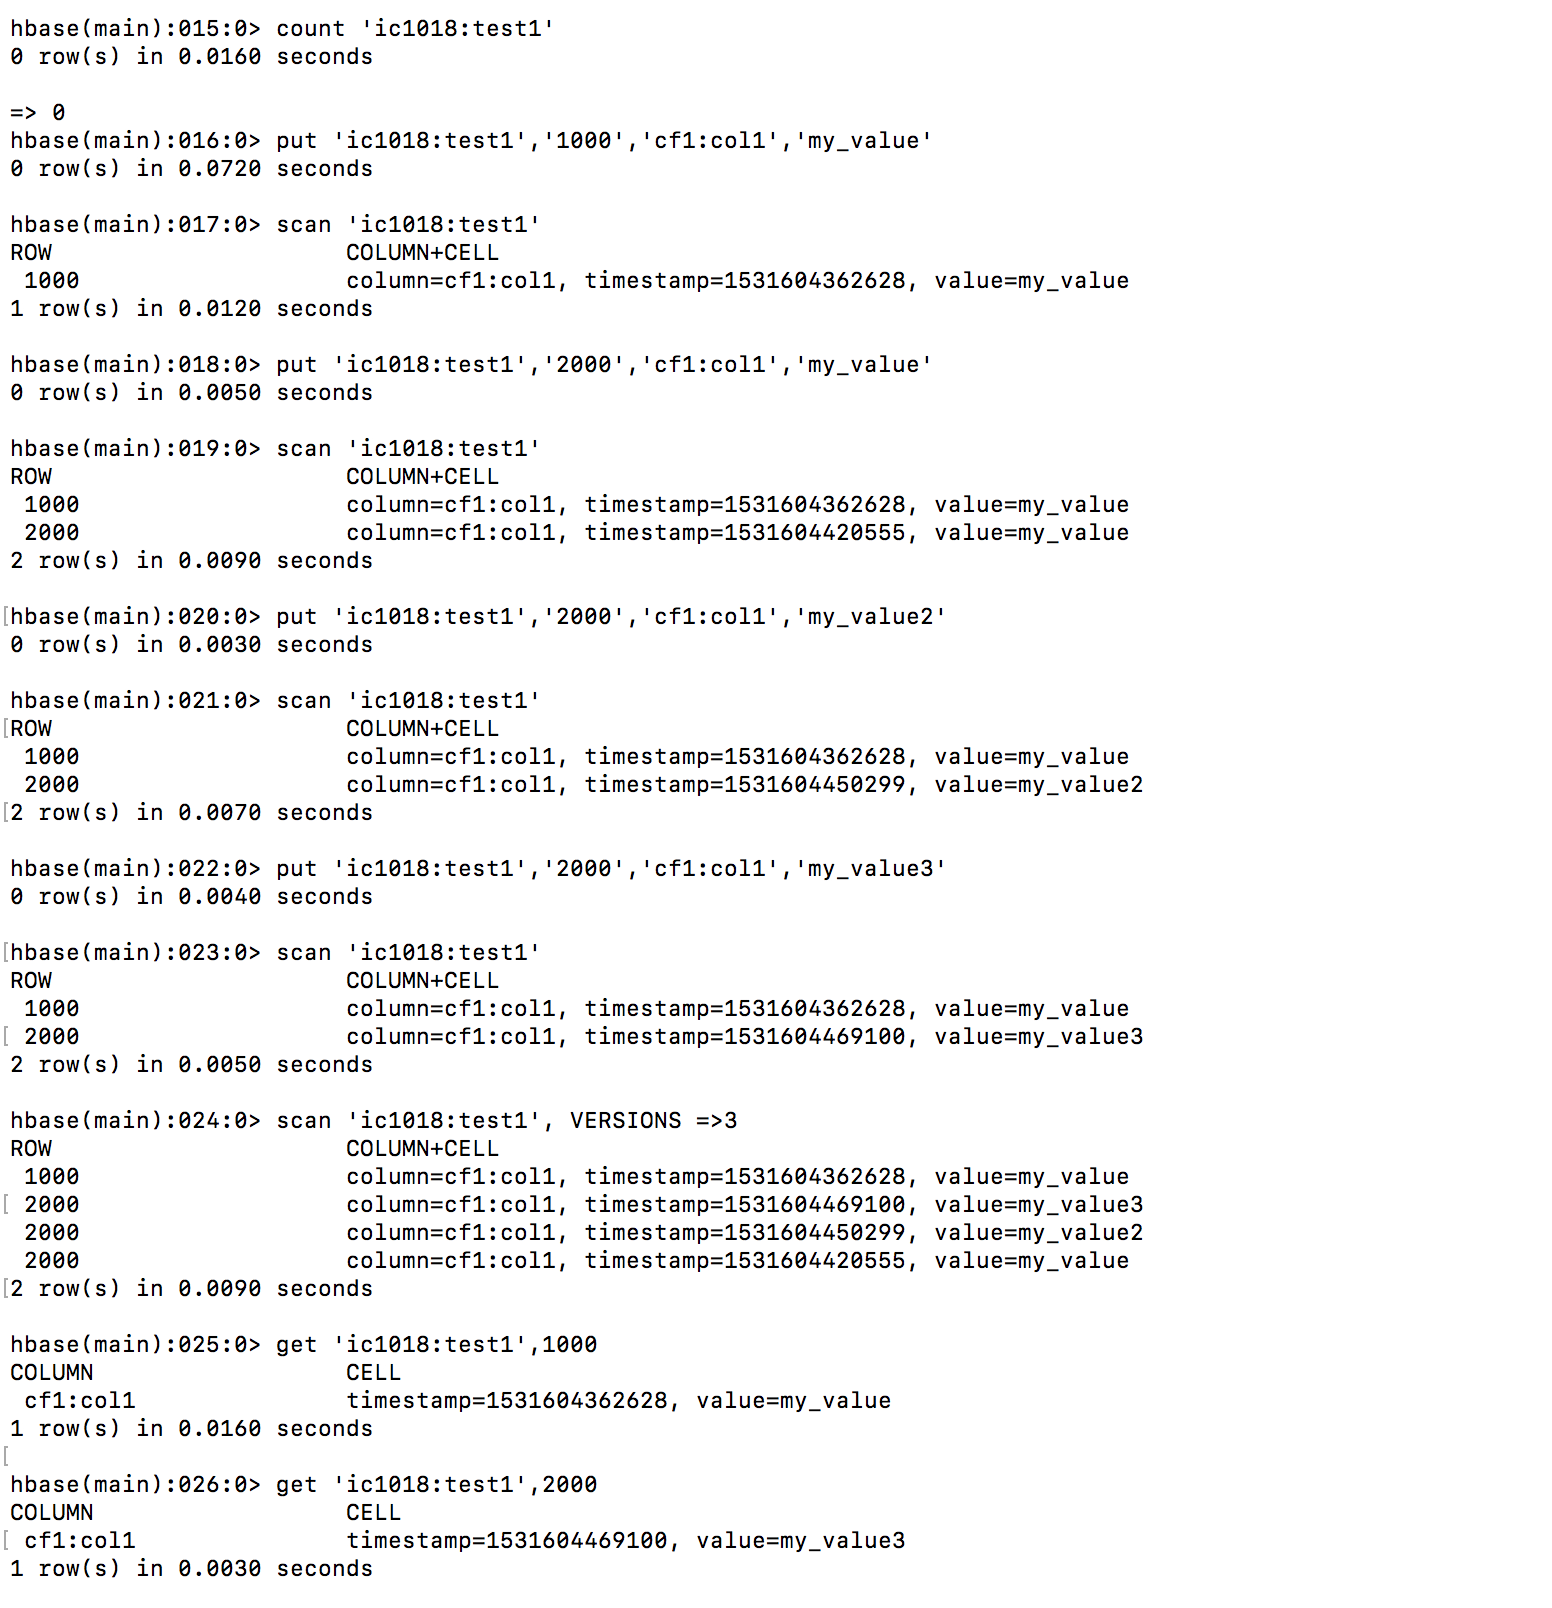 hbase(main):015:0> count 'ic1018:test1'
0 row(s) in 0.0160 seconds

=> 0
hbase(main):016:0> put 'ic1018:test1','1000','cf1:col1','my_value'
0 row(s) in 0.0720 seconds

hbase(main):017:0> scan 'ic1018:test1'
ROW                     COLUMN+CELL
 1000                   column=cf1:col1, timestamp=1531604362628, value=my_value
1 row(s) in 0.0120 seconds

hbase(main):018:0> put 'ic1018:test1','2000','cf1:col1','my_value'
0 row(s) in 0.0050 seconds

hbase(main):019:0> scan 'ic1018:test1'
ROW                     COLUMN+CELL
 1000                   column=cf1:col1, timestamp=1531604362628, value=my_value
 2000                   column=cf1:col1, timestamp=1531604420555, value=my_value
2 row(s) in 0.0090 seconds

[hbase(main):020:0> put 'ic1018:test1','2000','cf1:col1','my_value2'
0 row(s) in 0.0030 seconds

hbase(main):021:0> scan 'ic1018:test1'
[ROW                     COLUMN+CELL
 1000                   column=cf1:col1, timestamp=1531604362628, value=my_value
 2000                   column=cf1:col1, timestamp=1531604450299, value=my_value2
[2 row(s) in 0.0070 seconds

hbase(main):022:0> put 'ic1018:test1','2000','cf1:col1','my_value3'
0 row(s) in 0.0040 seconds

[hbase(main):023:0> scan 'ic1018:test1'
ROW                     COLUMN+CELL
 1000                   column=cf1:col1, timestamp=1531604362628, value=my_value
[ 2000                   column=cf1:col1, timestamp=1531604469100, value=my_value3
2 row(s) in 0.0050 seconds

hbase(main):024:0> scan 'ic1018:test1', VERSIONS =>3
ROW                     COLUMN+CELL
 1000                   column=cf1:col1, timestamp=1531604362628, value=my_value
[ 2000                   column=cf1:col1, timestamp=1531604469100, value=my_value3
 2000                   column=cf1:col1, timestamp=1531604450299, value=my_value2
 2000                   column=cf1:col1, timestamp=1531604420555, value=my_value
[2 row(s) in 0.0090 seconds

hbase(main):025:0> get 'ic1018:test1',1000
COLUMN                  CELL
 cf1:col1               timestamp=1531604362628, value=my_value
1 row(s) in 0.0160 seconds
[
hbase(main):026:0> get 'ic1018:test1',2000
COLUMN                  CELL
[ cf1:col1               timestamp=1531604469100, value=my_value3
1 row(s) in 0.0030 seconds